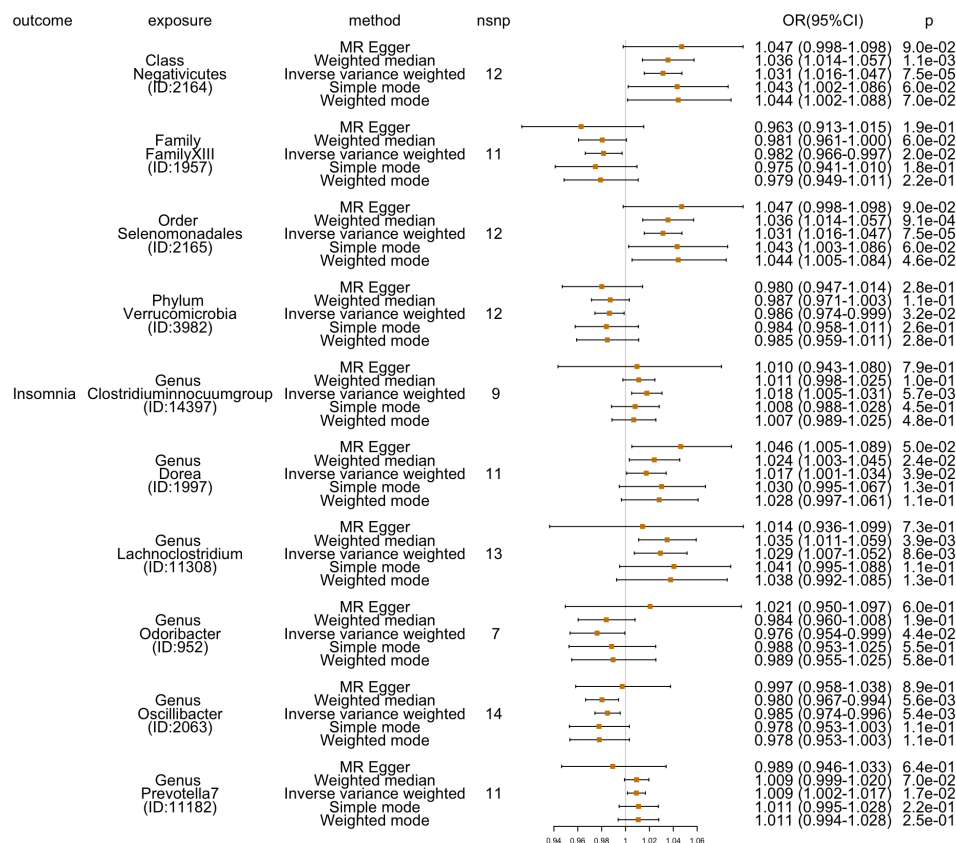 outcome exposure method nsnp OR(95%CI) p
MR Egger 1.047 (0.998-1.098) 9.0e-02
Class Weighted median 1.036 (1.014-1.057) 1.1e-03
Negativicutes Inverse variance weighted 12 1.031 (1.016-1.047) 7.5e-05
(ID:2164) Simple mode 1.043 (1.002-1.086) 6.0e-02
Weighted mode 1.044 (1.002-1.088) 7.0e-02
MR Egger 0.963 (0.913-1.015) 1.9e-01
Family Weighted median 0.981 (0.961-1.000) 6.0e-02
FamilyXIII Inverse variance weighted 11 0.982 (0.966-0.997) 2.0e-02
(ID:1957) Simple mode 0.975 (0.941-1.010) 1.8e-01
Weighted mode 0.979 (0.949-1.011) 2.2e-01
MR Egger 1.047 (0.998-1.098) 9.0e-02
Order Weighted median 1.036 (1.014-1.057) 9.1e-04
Selenomonadales Inverse variance weighted 12 1.031 (1.016-1.047) 7.5e-05
(ID:2165) Simple mode 1.043 (1.003-1.086) 6.0e-02
Weighted mode 1.044 (1.005-1.084) 4.6e-02
MR Egger 0.980 (0.947-1.014) 2.8e-01
Phylum Weighted median 0.987 (0.971-1.003) 1.1e-01
Verrucomicrobia Inverse variance weighted 12 0.986 (0.974-0.999) 3.2e-02
(ID:3982) Simple mode 0.984 (0.958-1.011) 2.6e-01
Weighted mode 0.985 (0.959-1.011) 2.8e-01
MR Egger 1.010 (0.943-1.080) 7.9e-01
Genus Weighted median 1.011 (0.998-1.025) 1.0e-01
Insomnia Clostridiuminnocuumgroup Inverse variance weighted 9 1.018 (1.005-1.031) 5.7e-03
(ID:14397) Simple mode 1.008 (0.988-1.028) 4.5e-01
Weighted mode 1.007 (0.989-1.025) 4.8e-01
MR Egger 1.046 (1.005-1.089) 5.0e-02
Genus Weighted median 1.024 (1.003-1.045) 2.4e-02
Dorea Inverse variance weighted 11 1.017 (1.001-1.034) 3.9e-02
(ID:1997) Simple mode 1.030 (0.995-1.067) 1.3e-01
Weighted mode 1.028 (0.997-1.061) 1.1e-01
MR Egger 1.014 (0.936-1.099) 7.3e-01
Genus Weighted median 1.035 (1.011-1.059) 3.9e-03
Lachnoclostridium Inverse variance weighted 13 1.029 (1.007-1.052) 8.6e-03
(ID:11308) Simple mode 1.041 (0.995-1.088) 1.1e-01
Weighted mode 1.038 (0.992-1.085) 1.3e-01
MR Egger 1.021 (0.950-1.097) 6.0e-01
Genus Weighted median 0.984 (0.960-1.008) 1.9e-01
Odoribacter Inverse variance weighted 7 0.976 (0.954-0.999) 4.4e-02
(ID:952) Simple mode 0.988 (0.953-1.025) 5.5e-01
Weighted mode 0.989 (0.955-1.025) 5.8e-01
MR Egger 0.997 (0.958-1.038) 8.9e-01
Genus Weighted median 0.980 (0.967-0.994) 5.6e-03
Oscillibacter Inverse variance weighted 14 0.985 (0.974-0.996) 5.4e-03
(ID:2063) Simple mode 0.978 (0.953-1.003) 1.1e-01
Weighted mode 0.978 (0.953-1.003) 1.1e-01
MR Egger 0.989 (0.946-1.033) 6.4e-01
Genus Weighted median 1.009 (0.999-1.020) 7.0e-02
Prevotella7 Inverse variance weighted 11 1.009 (1.002-1.017) 1.7e-02
(ID:11182) Simple mode 1.011 (0.995-1.028) 2.2e-01
Weighted mode 1.011 (0.994-1.028) 2.5e-01
0.94 0.96 0.98 1 1.02 1.04 1.06